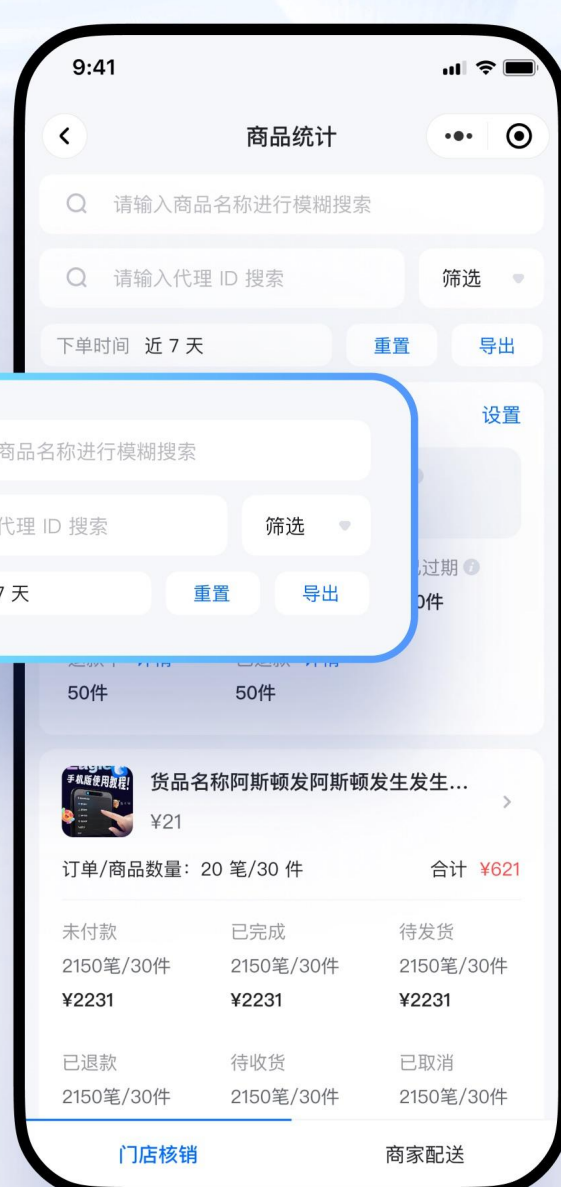 9:41
商品统计
请输入商品名称进行模糊搜索
请输入代理 ID 搜索 筛选
下单时间 近 7 天 重置 导出
设置
商品名称进行模糊搜索
代理 ID 搜索 筛选
7 天 重置 导出
过期
0件
50件 50件
手机版使用教程!
货品名称阿斯顿发阿斯顿发生发生...
¥21
订单/商品数量: 20 笔/30 件 合计 ¥621
未付款 已完成 待发货
2150笔/30件 2150笔/30件 2150笔/30件
¥2231 ¥2231 ¥2231
已退款 待收货 已取消
2150笔/30件 2150笔/30件 2150笔/30件
门店核销 商家配送